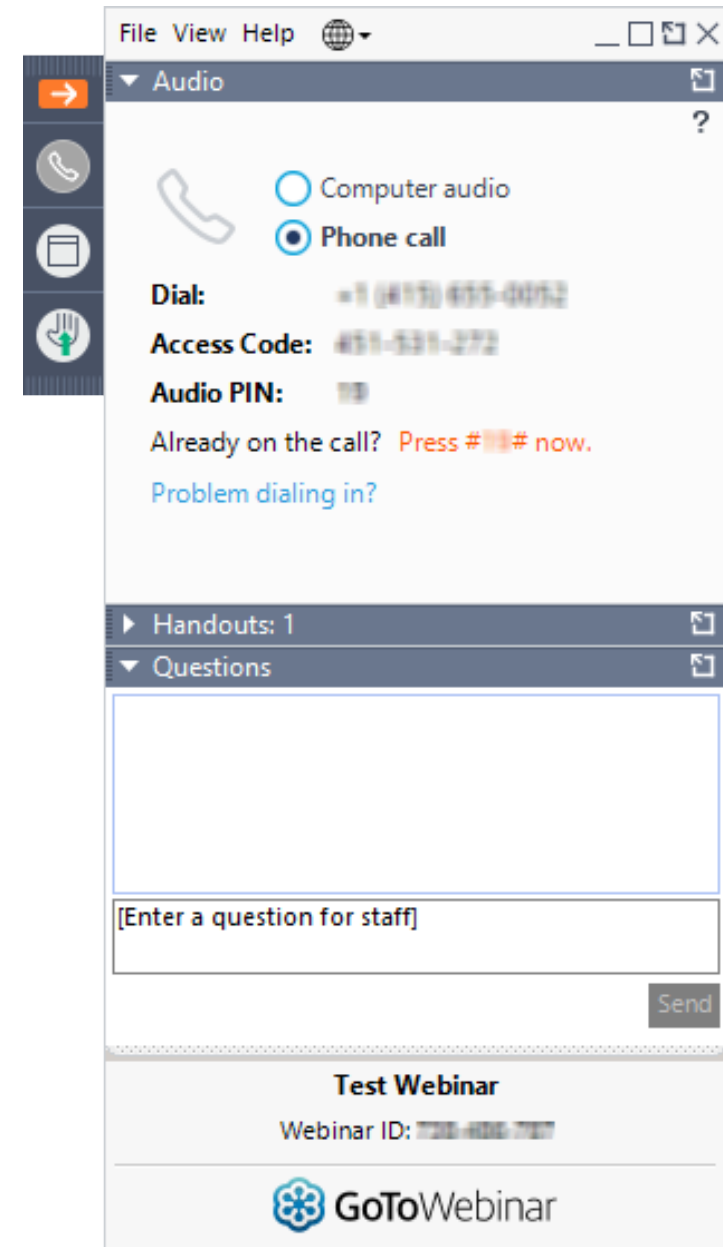 File View Help
Audio
?
Computer audio
Phone call
Dial:
Access Code:
Audio PIN:
Already on the call? Press # # now.
Problem dialing in?
Handouts: 1
Questions
[Enter a question for staff]
Send
Test Webinar
Webinar ID:
GoToWebinar